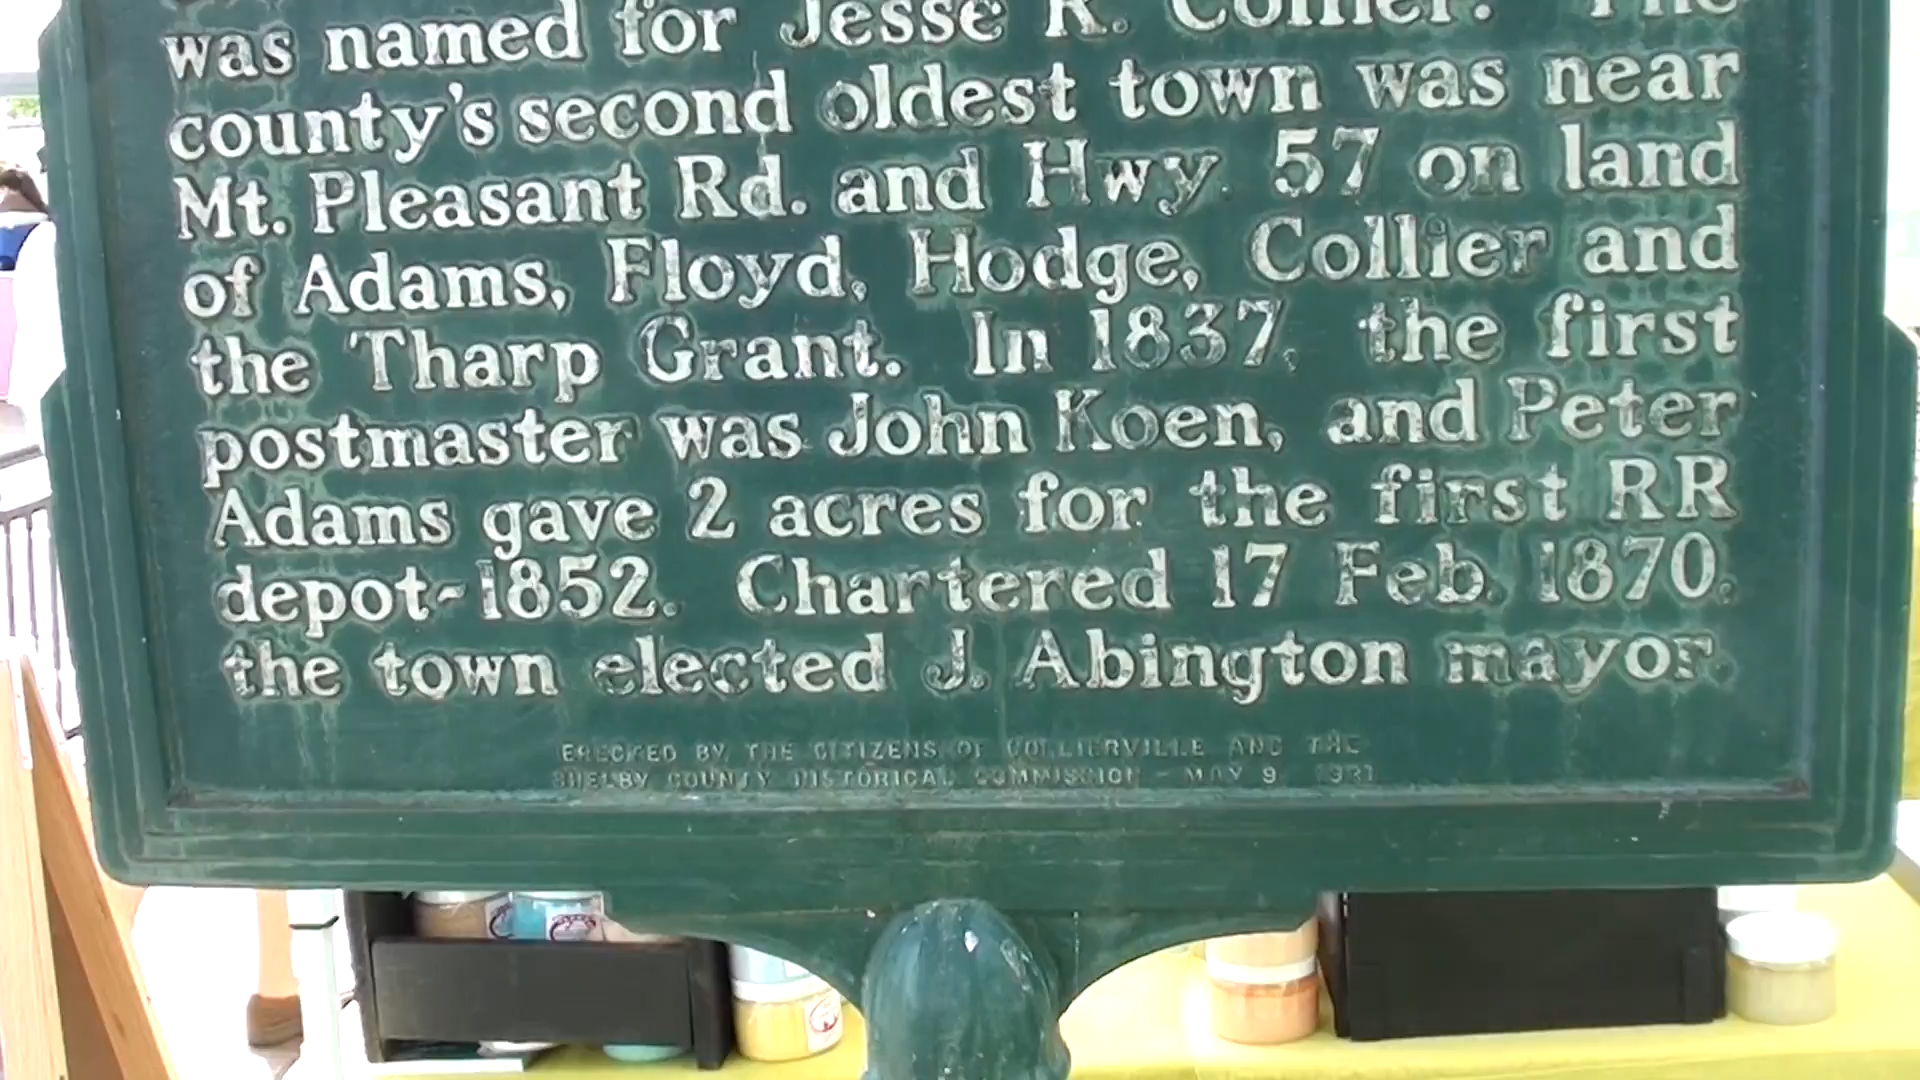 was named for Jesse R. Collier. The
county's second oldest town was near
Mt. Pleasant Rd. and Hwy. 57 on land
of Adams, Floyd, Hodge, Collier and
the Tharp Grant. In 1837, the first
postmaster was John Koen, and Peter
Adams gave 2 acres for the first RR
depot-1852. Chartered 17 Feb. 1870,
the town elected J. Abington mayor.
ERECTED BY THE CITIZENS OF COLLIERVILLE AND THE
SHELBY COUNTY HISTORICAL COMMISSION - MAY 9